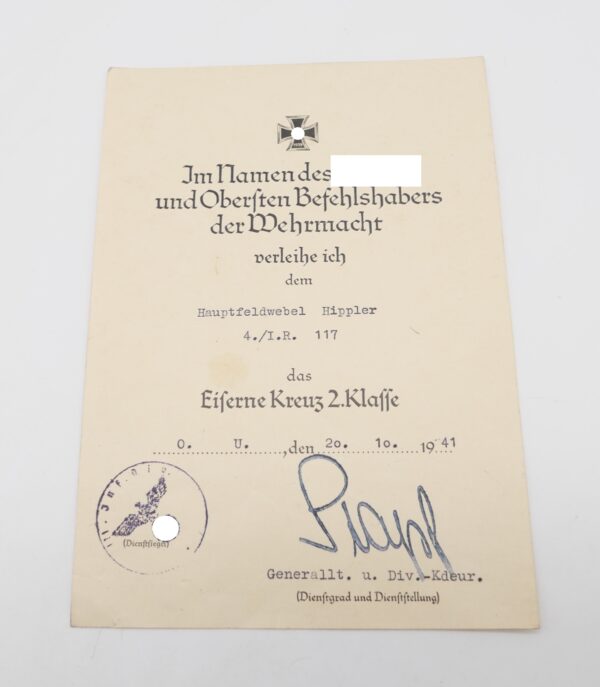 Im Namen des
und Oberſten Befehlshabers
der Wehrmacht
verleihe ich
dem
Hauptfeldwebel Hippler
4./I.R. 117
das
Eiſerne Kreuz 2. Klaſſe
O. U. , den 20. 10. 1941
(Dienſtſiegel)
Generallt. u. Div.-Kdeur.
(Dienſtgrad und Dienſtſtellung)